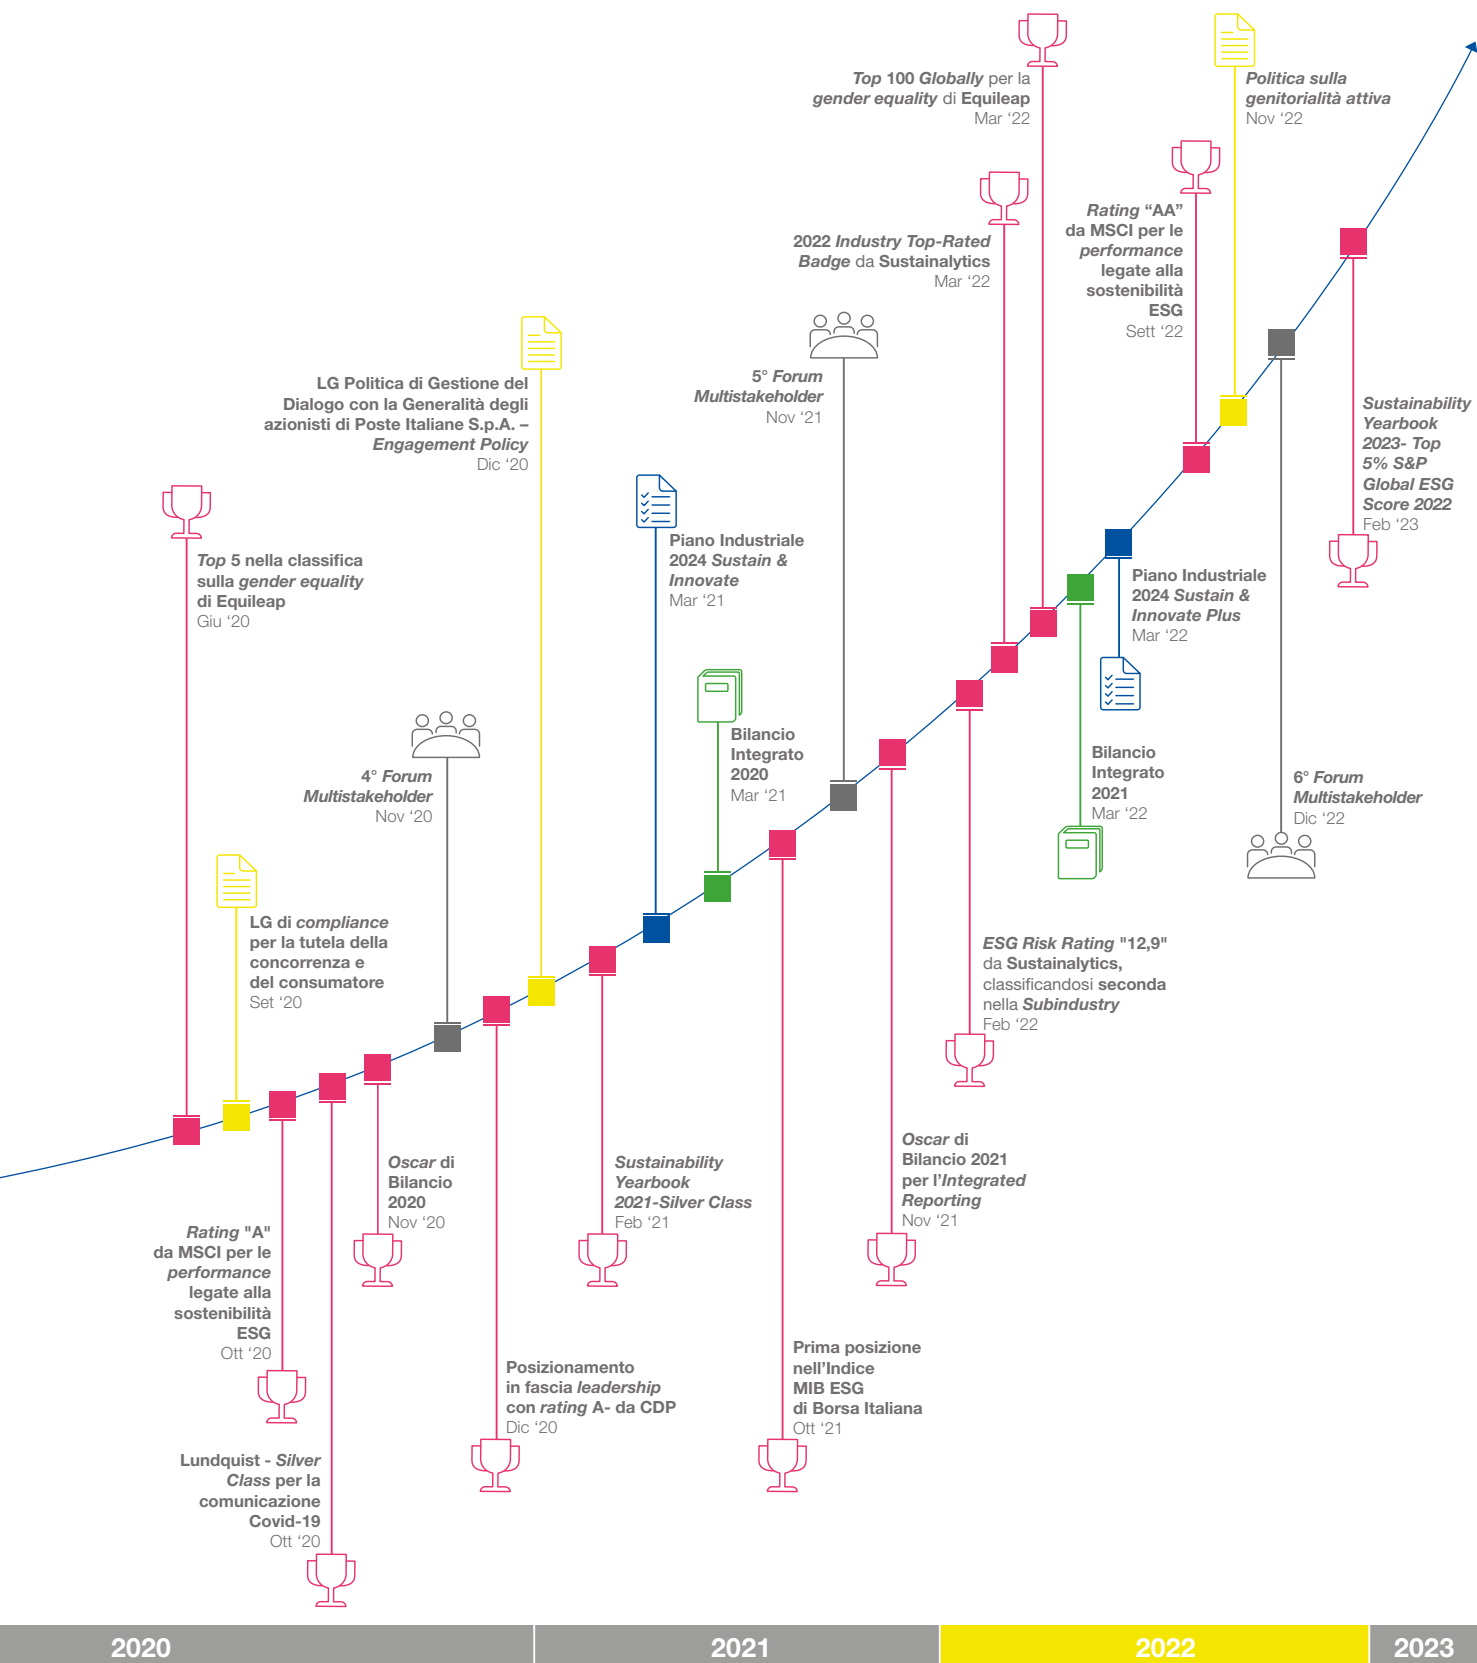 Top 100 Globally per la
gender equality di Equileap
Mar ‘22
Politica sulla
genitorialità attiva
Nov ‘22
2022 Industry Top-Rated
Badge da Sustainalytics
Mar ‘22
Rating “AA”
da MSCI per le
performance
legate alla
sostenibilità
ESG
Sett ‘22
LG Politica di Gestione del
Dialogo con la Generalità degli
azionisti di Poste Italiane S.p.A. –
Engagement Policy
Dic ‘20
5° Forum
Multistakeholder
Nov ‘21
Sustainability
Yearbook
2023- Top
5% S&P
Global ESG
Score 2022
Feb ‘23
Top 5 nella classifica
sulla gender equality
di Equileap
Giu ‘20
Piano Industriale
2024 Sustain &
Innovate
Mar ‘21
Piano Industriale
2024 Sustain &
Innovate Plus
Mar ‘22
4° Forum
Multistakeholder
Nov ‘20
Bilancio
Integrato
2020
Mar ‘21
Bilancio
Integrato
2021
Mar ‘22
6° Forum
Multistakeholder
Dic ‘22
LG di compliance
per la tutela della
concorrenza e
del consumatore
Set ‘20
ESG Risk Rating "12,9"
da Sustainalytics,
classificandosi seconda
nella Subindustry
Feb ‘22
Oscar di
Bilancio
2020
Nov ‘20
Sustainability
Yearbook
2021-Silver Class
Feb ‘21
Oscar di
Bilancio 2021
per l’Integrated
Reporting
Nov ‘21
Rating "A"
da MSCI per le
performance
legate alla
sostenibilità
ESG
Ott ‘20
Posizionamento
in fascia leadership
con rating A- da CDP
Dic ‘20
Prima posizione
nell’Indice
MIB ESG
di Borsa Italiana
Ott ‘21
Lundquist - Silver
Class per la
comunicazione
Covid-19
Ott ‘20
2020
2021
2022
2023